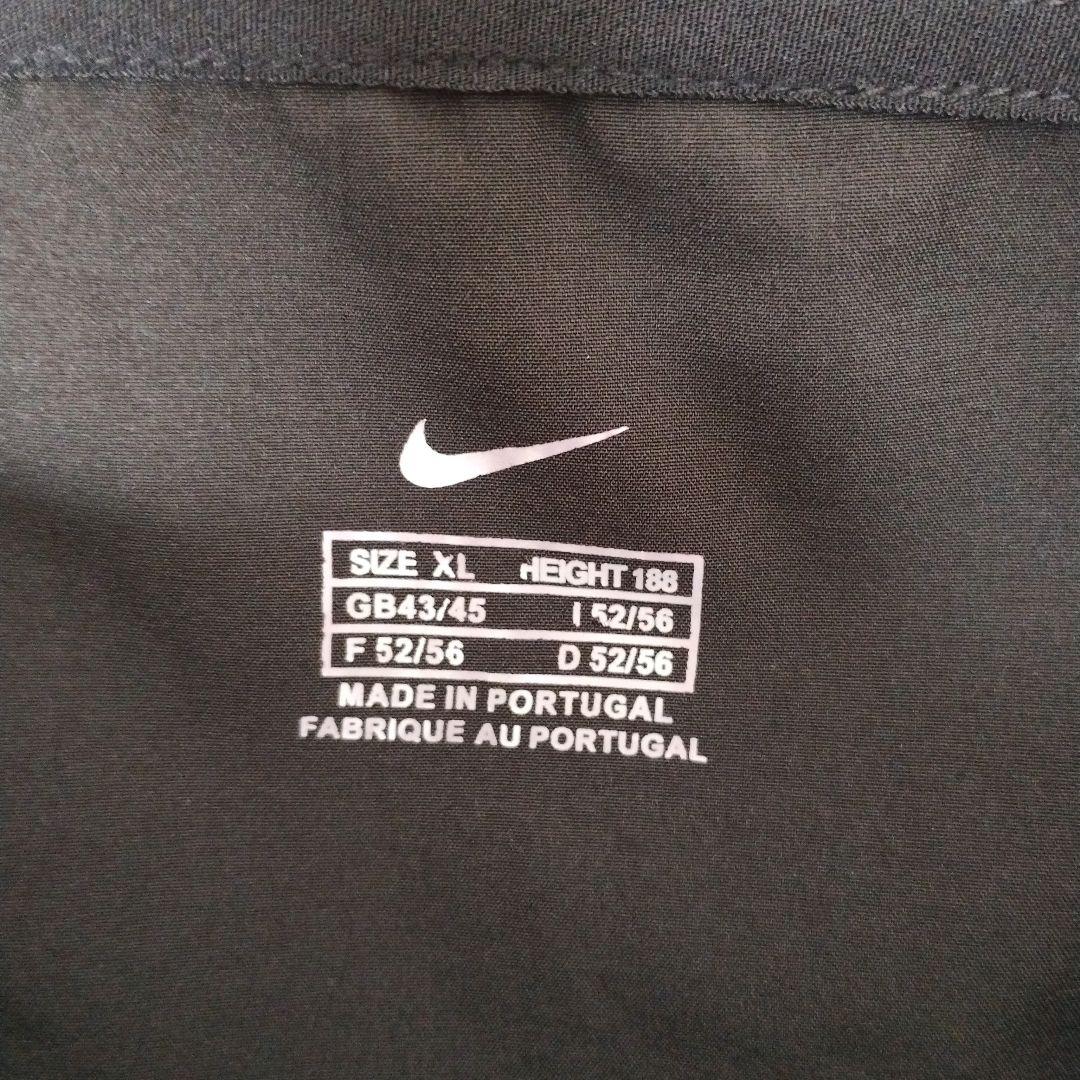 SIZE XL HEIGHT 188
GB43/45 I 52/56
F 52/56 D 52/56
MADE IN PORTUGAL
FABRIQUE AU PORTUGAL